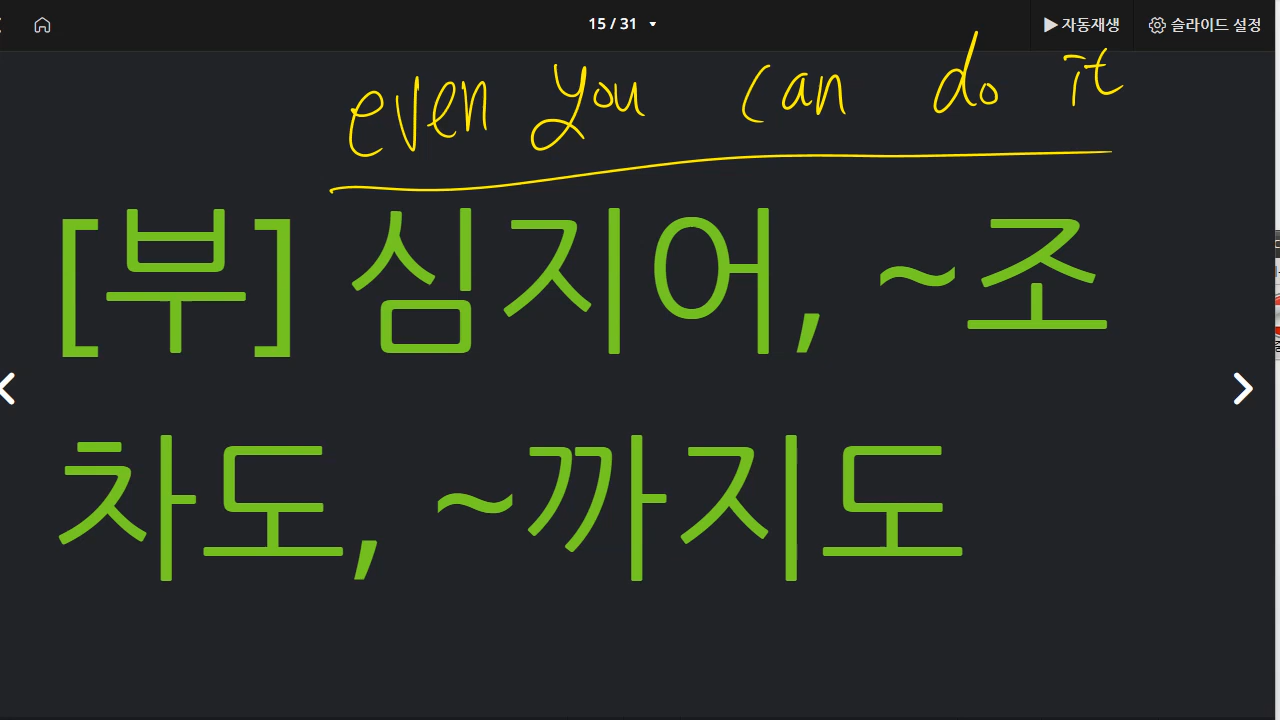 15 / 31
자동재생
슬라이드 설정
even you can do it
[부] 심지어, ~조
차도, ~까지도